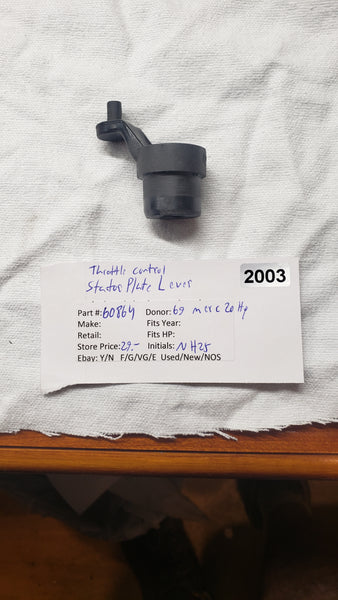 Throttle control
2003
Stator Plate Lever
Part #: 60864 Donor: 69 merc 20 Hp
Make: Fits Year:
Retail: Fits HP:
Store Price: 29.- Initials: N H25
Ebay: Y/N F/G/VG/E Used/New/NOS